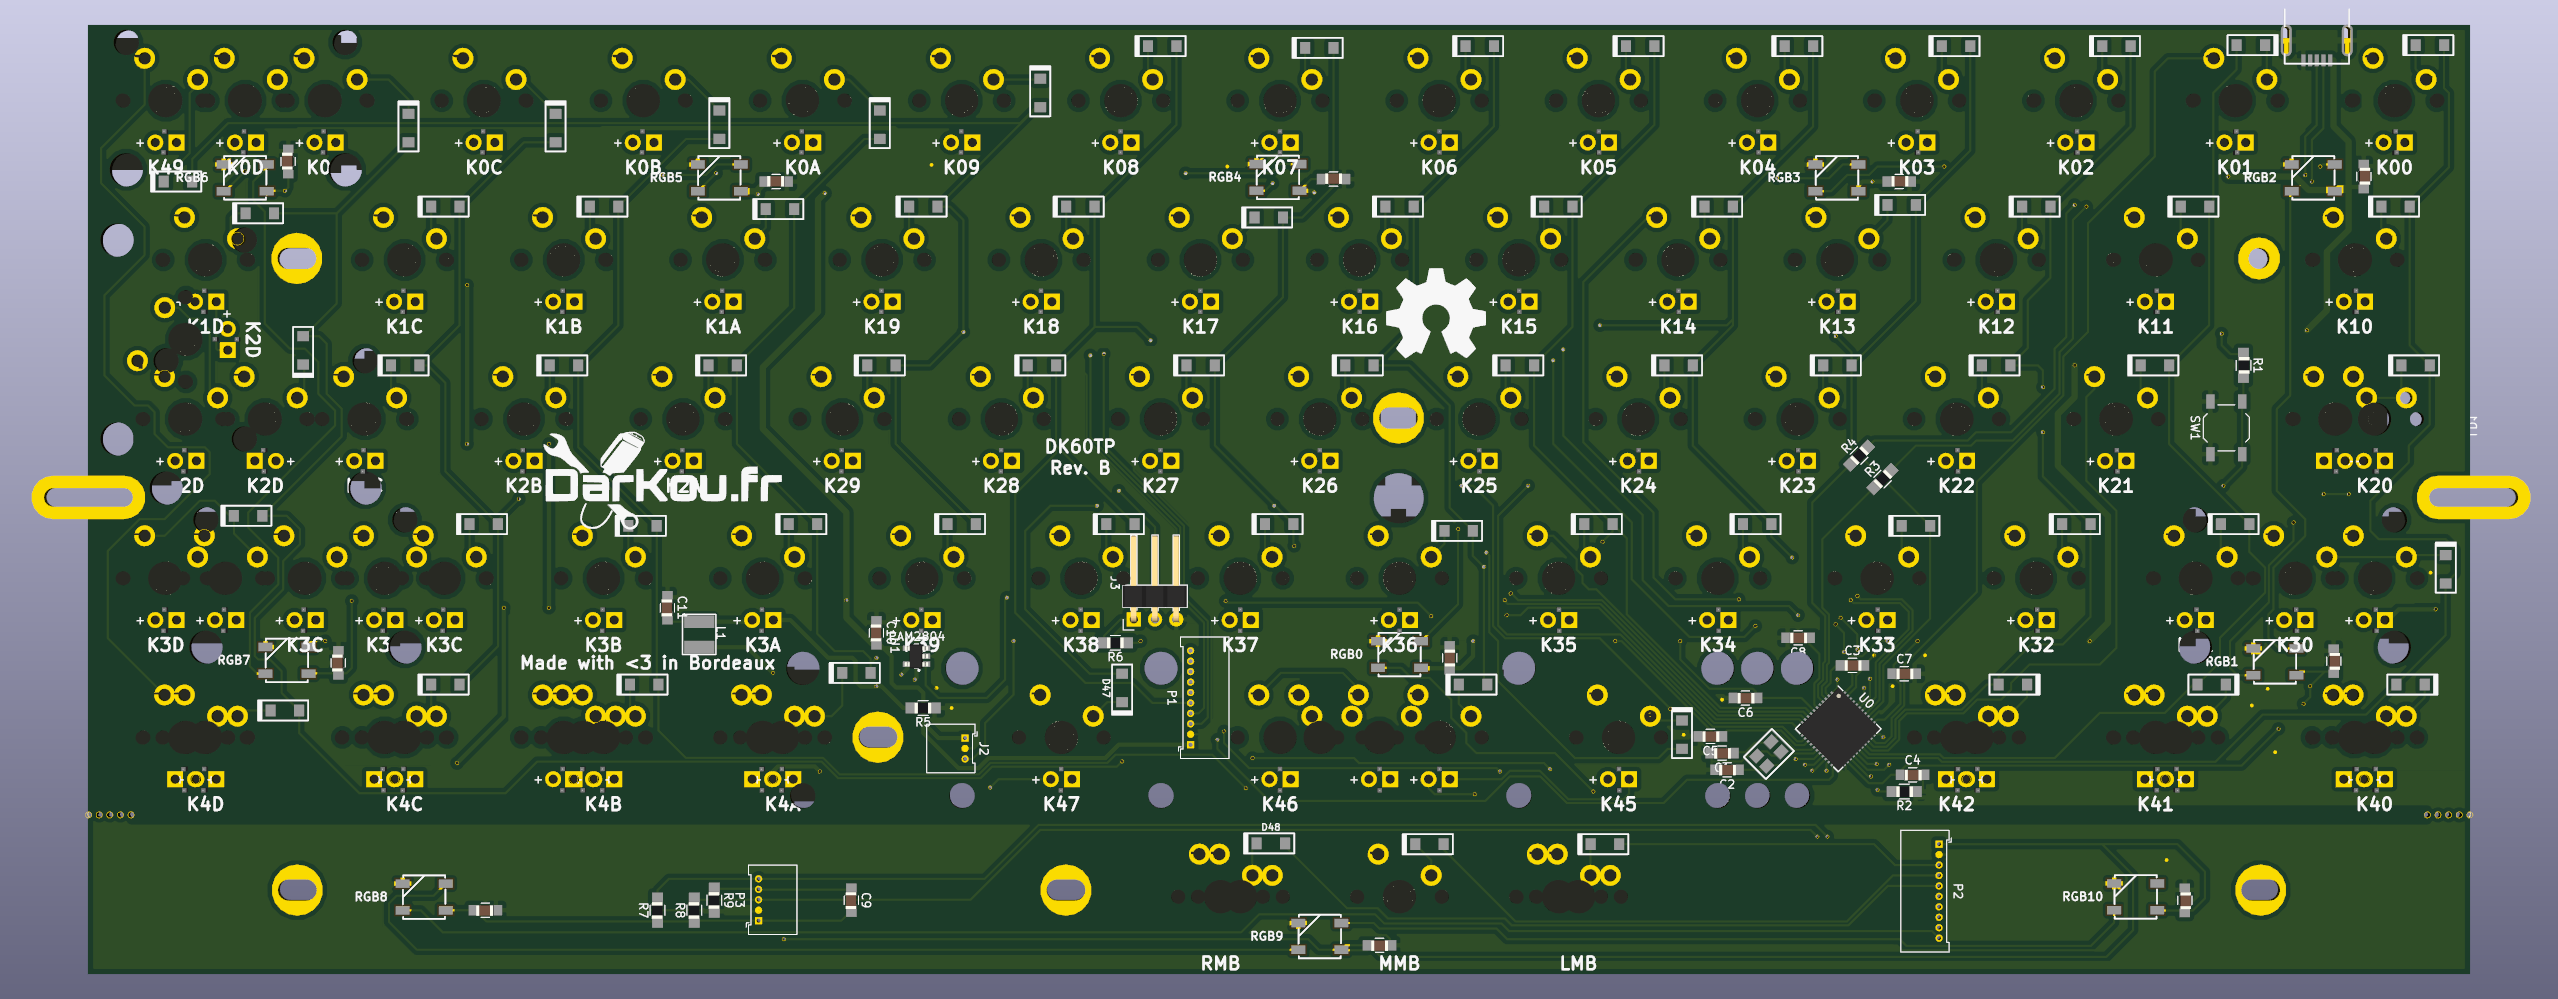 K49 K0D K0 K0C K0B K0A K09 K08 K07 K06 K05 K04 K03 K02 K01 K00
RGB6 RGB5 RGB4 RGB3 RGB2
K1D K1C K1B K1A K19 K18 K17 K16 K15 K14 K13 K12 K11 K10
K2D
R1
SW1
DK60TP
Rev. B
R4
R3
DarKou.fr
2D K2D K2B K29 K28 K27 K26 K25 K24 K23 K22 K21 K20
J3
C11
L1
PAM2804
K3D K3C K3 K3C K3B K3A K39 K38 K37 K36 K35 K34 K33 K32 K30
RGB7 R6 RGB0 C8 C3 C7 RGB1
Made with <3 in Bordeaux
D47
P1
U0
C6
R5
J2
C5
C2
C4
R2
K4D K4C K4B K4A K47 K46 K45 K42 K41 K40
D48
RGB8
R7
R8
R9
P3
C9
P2
RGB10
RGB9
RMB MMB LMB